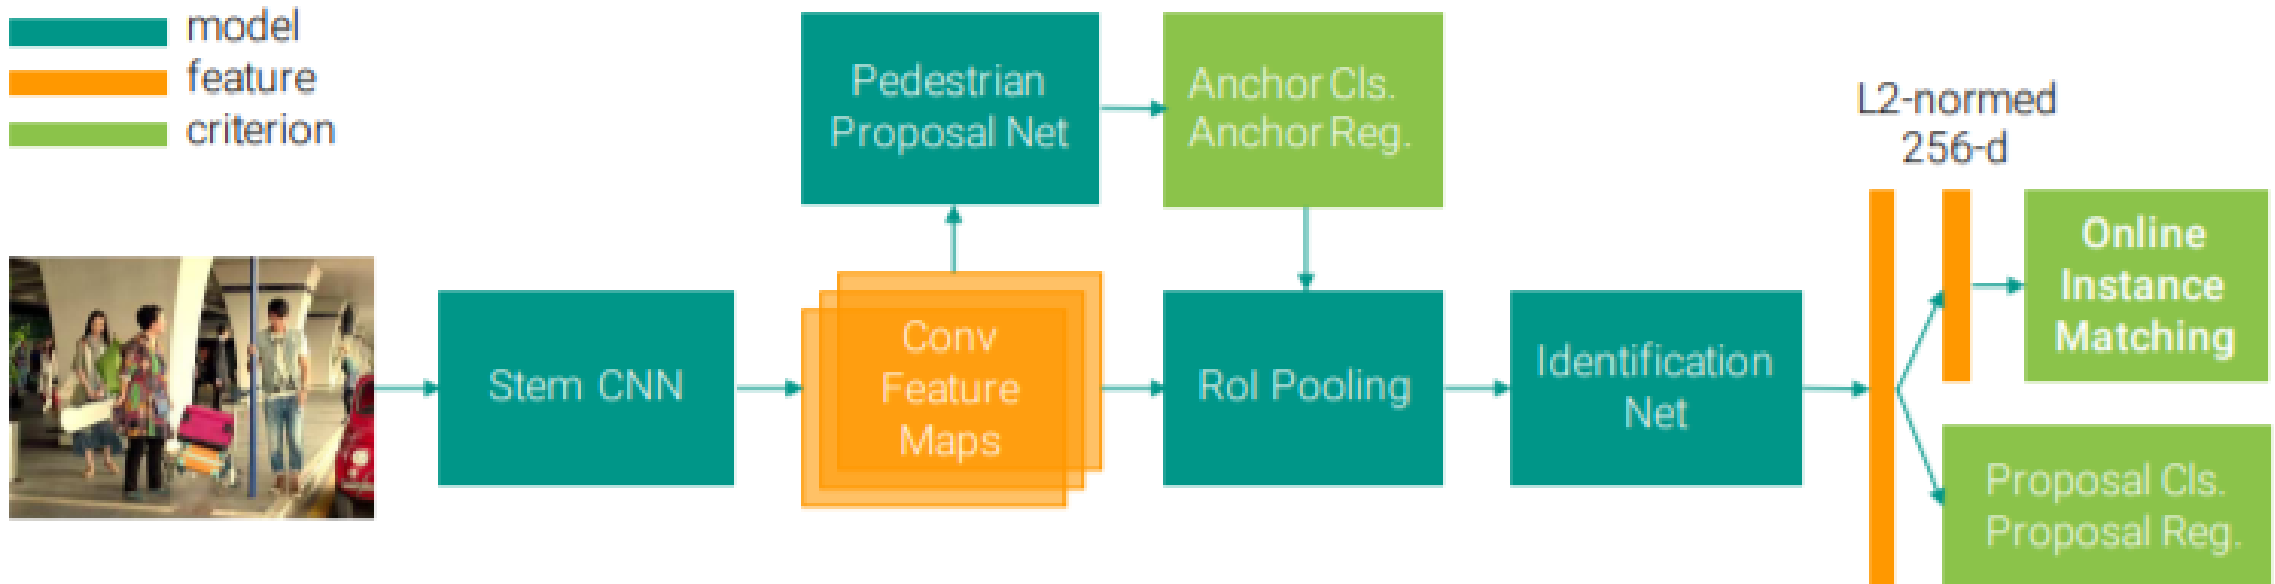 model
feature
criterion
Pedestrian
Proposal Net
Anchor Cls.
Anchor Reg.
L2-normed
256-d
Stem CNN
Conv
Feature
Maps
RoI Pooling
Identification
Net
Online
Instance
Matching
Proposal Cls.
Proposal Reg.